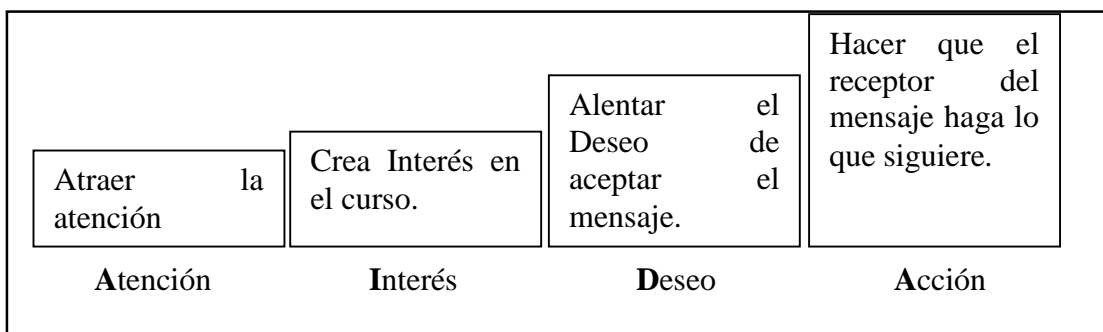 Atraer la
atención
Crea Interés en
el curso.
Alentar el
Deseo de
aceptar el
mensaje.
Hacer que el
receptor del
mensaje haga lo
que siguiere.
Atención
Interés
Deseo
Acción